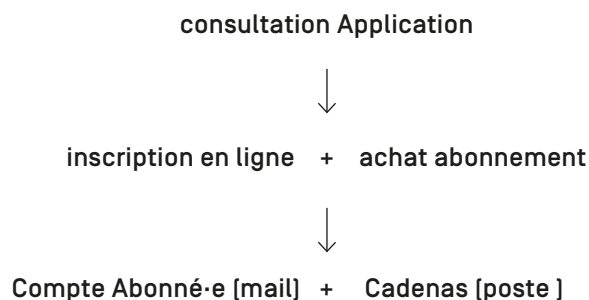 consultation Application
inscription en ligne + achat abonnement
Compte Abonné·e (mail) + Cadenas (poste )